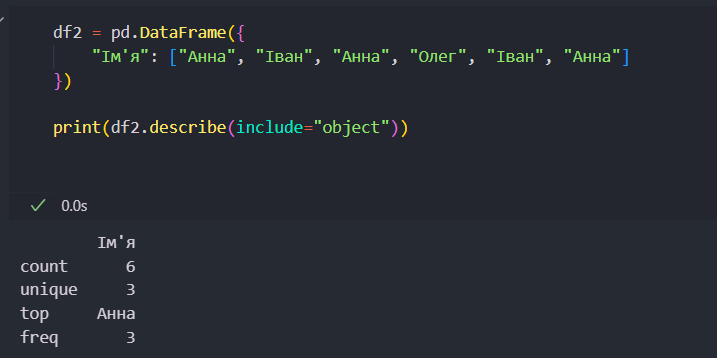 df2 = pd.DataFrame({
    "Ім'я": ["Анна", "Іван", "Анна", "Олег", "Іван", "Анна"]
})
print(df2.describe(include="object"))
0.0s
Ім'я
count 6
unique 3
top Анна
freq 3